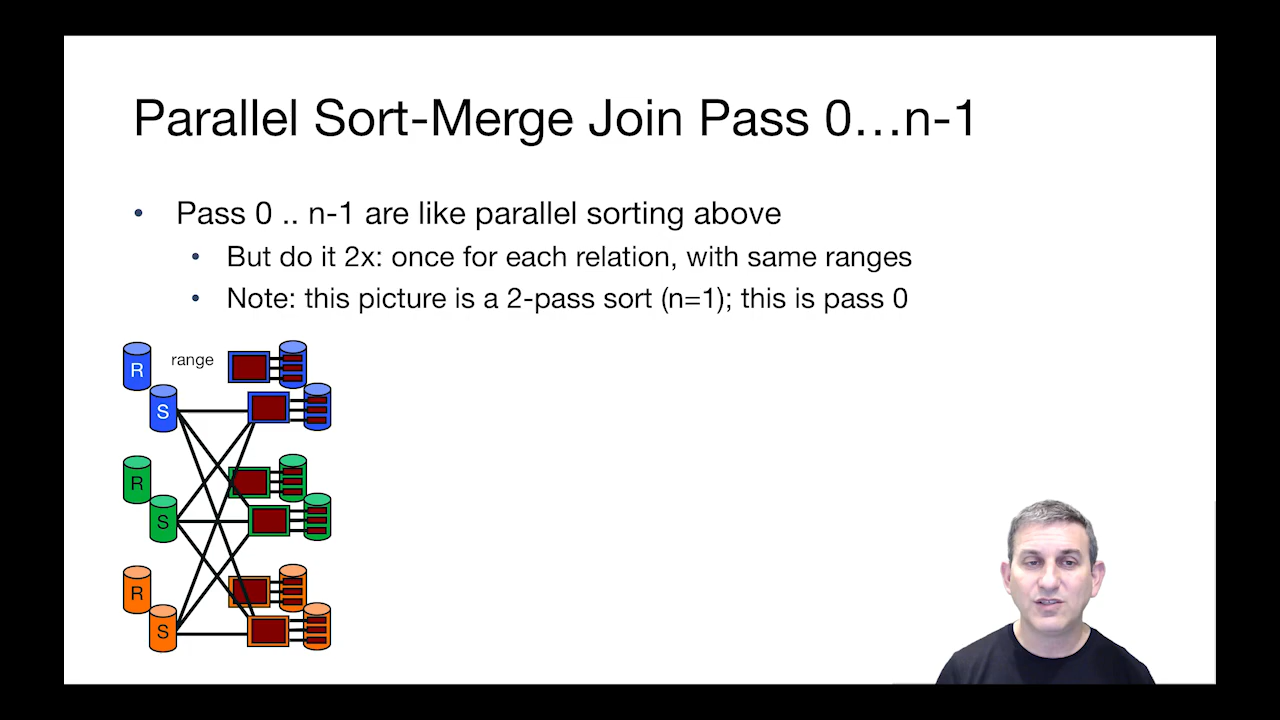 Parallel Sort-Merge Join Pass 0…n-1
• Pass 0 .. n-1 are like parallel sorting above
• But do it 2x: once for each relation, with same ranges
• Note: this picture is a 2-pass sort (n=1); this is pass 0
R range
S
R
S
R
S